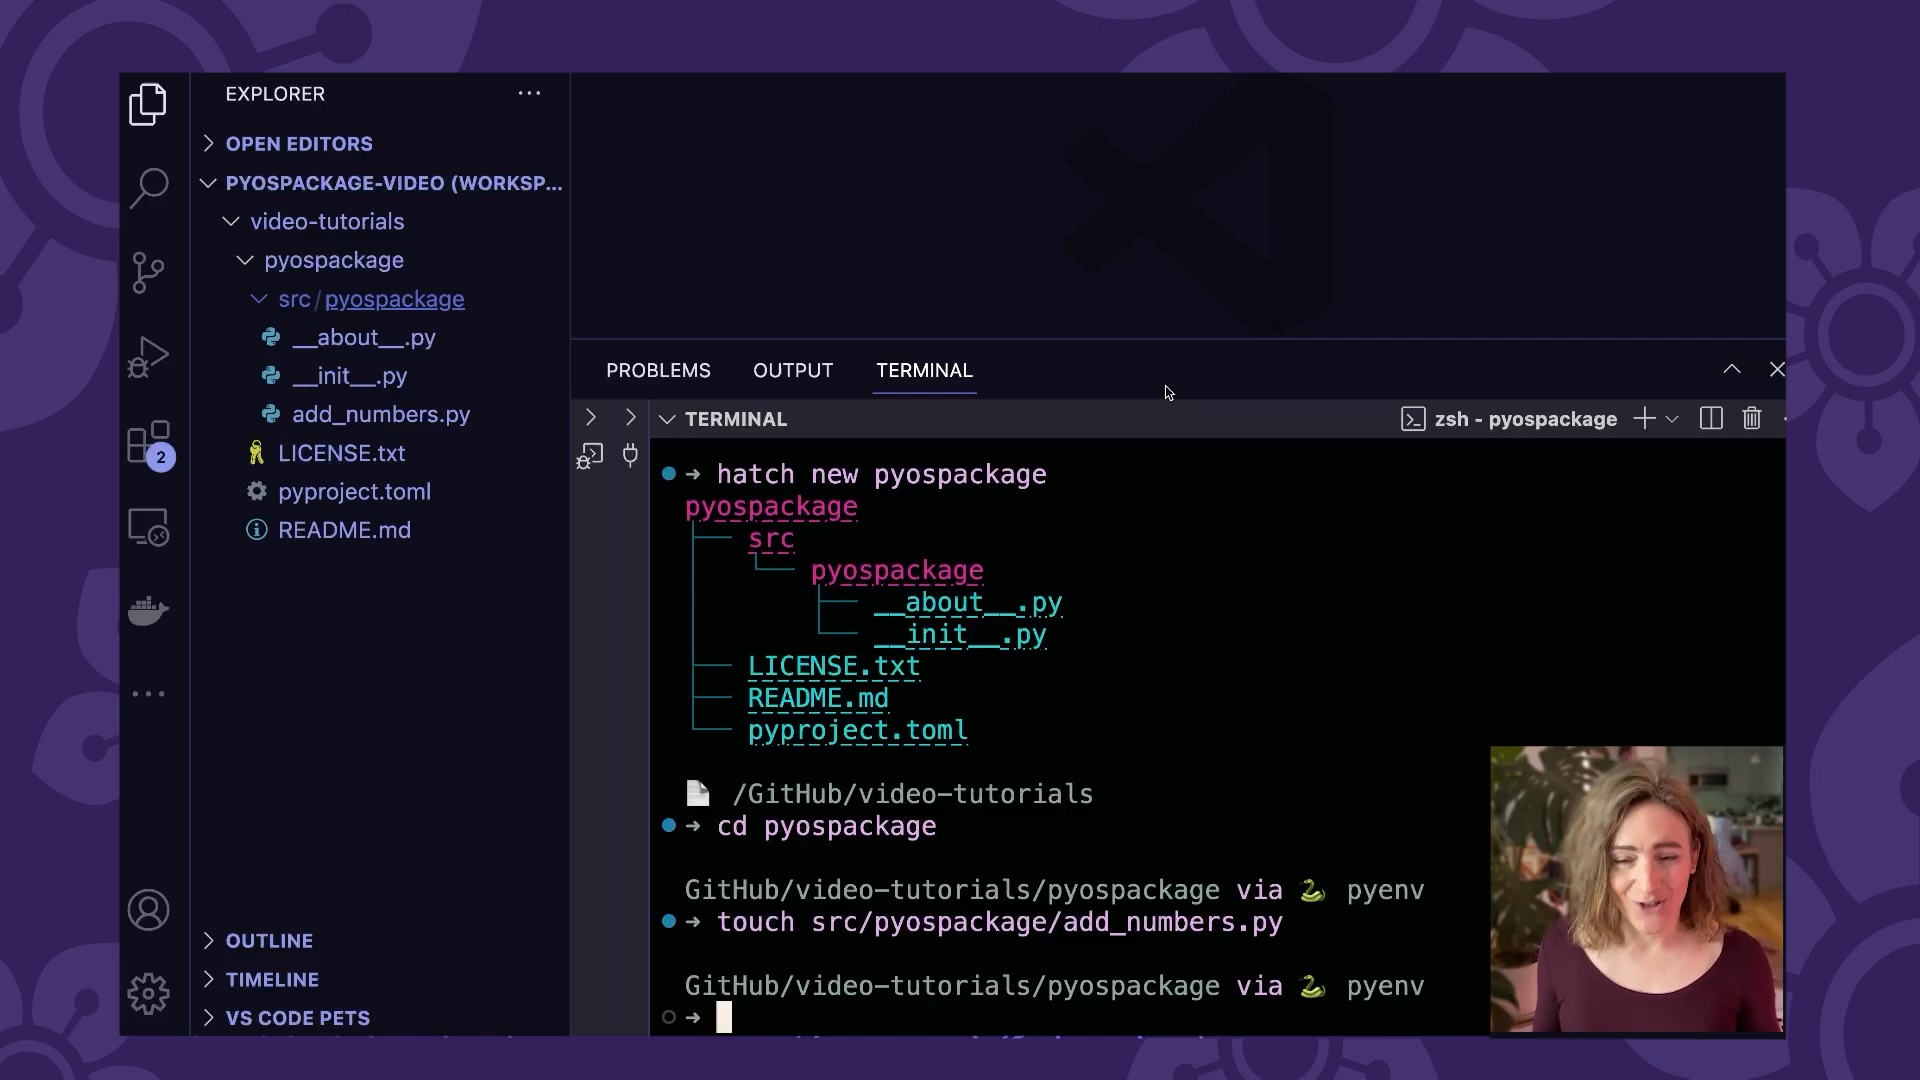 EXPLORER
OPEN EDITORS
PYOSPACKAGE-VIDEO (WORKSP...
video-tutorials
pyospackage
src/pyospackage
__about__.py
__init__.py
add_numbers.py
LICENSE.txt
pyproject.toml
README.md
2
OUTLINE
TIMELINE
VS CODE PETS
PROBLEMS OUTPUT TERMINAL
TERMINAL
zsh - pyospackage
→ hatch new pyospackage
pyospackage
src
pyospackage
__about__.py
__init__.py
LICENSE.txt
README.md
pyproject.toml
/GitHub/video-tutorials
→ cd pyospackage
GitHub/video-tutorials/pyospackage via 🐍 pyenv
→ touch src/pyospackage/add_numbers.py
GitHub/video-tutorials/pyospackage via 🐍 pyenv
→